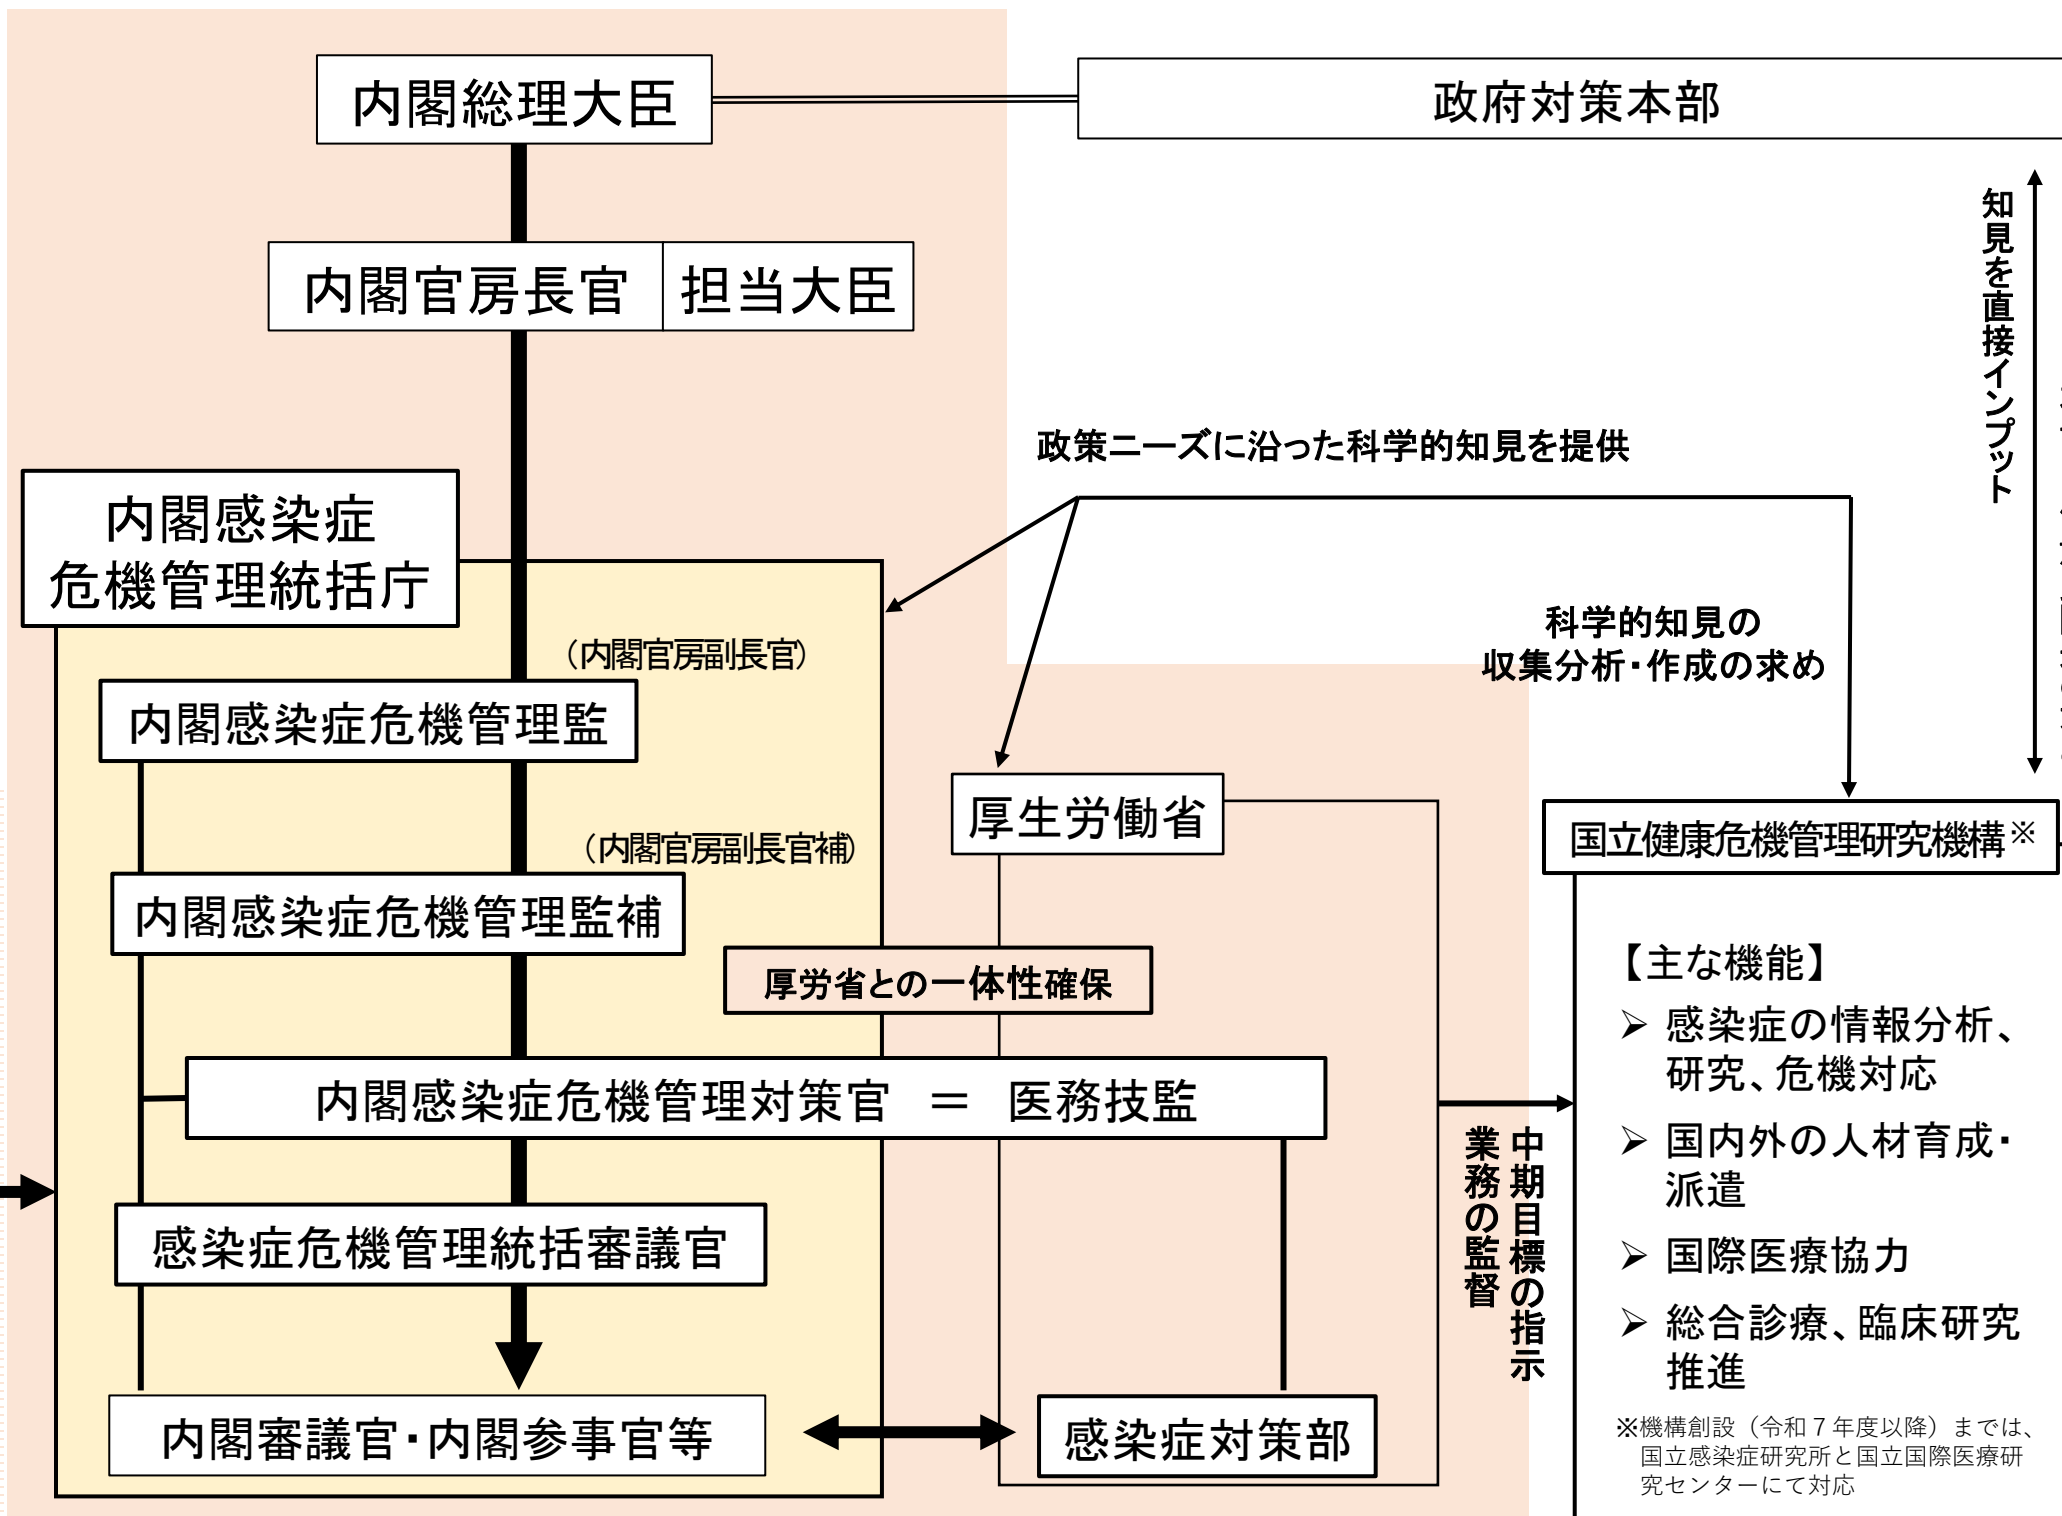 内閣総理大臣
政府対策本部
内閣官房長官
担当大臣
知見を直接インプット
政策ニーズに沿った科学的知見を提供
内閣感染症
危機管理統括庁
科学的知見の
収集分析・作成の求め
（内閣官房副長官）
内閣感染症危機管理監
厚生労働省
国立健康危機管理研究機構※
（内閣官房副長官補）
内閣感染症危機管理監補
厚労省との一体性確保
【主な機能】
➢ 感染症の情報分析、
研究、危機対応
内閣感染症危機管理対策官 ＝ 医務技監
中期目標の指示
業務の監督
➢ 国内外の人材育成・
派遣
感染症危機管理統括審議官
➢ 国際医療協力
➢ 総合診療、臨床研究
推進
内閣審議官・内閣参事官等
感染症対策部
※機構創設（令和７年度以降）までは、
国立感染症研究所と国立国際医療研
究センターにて対応